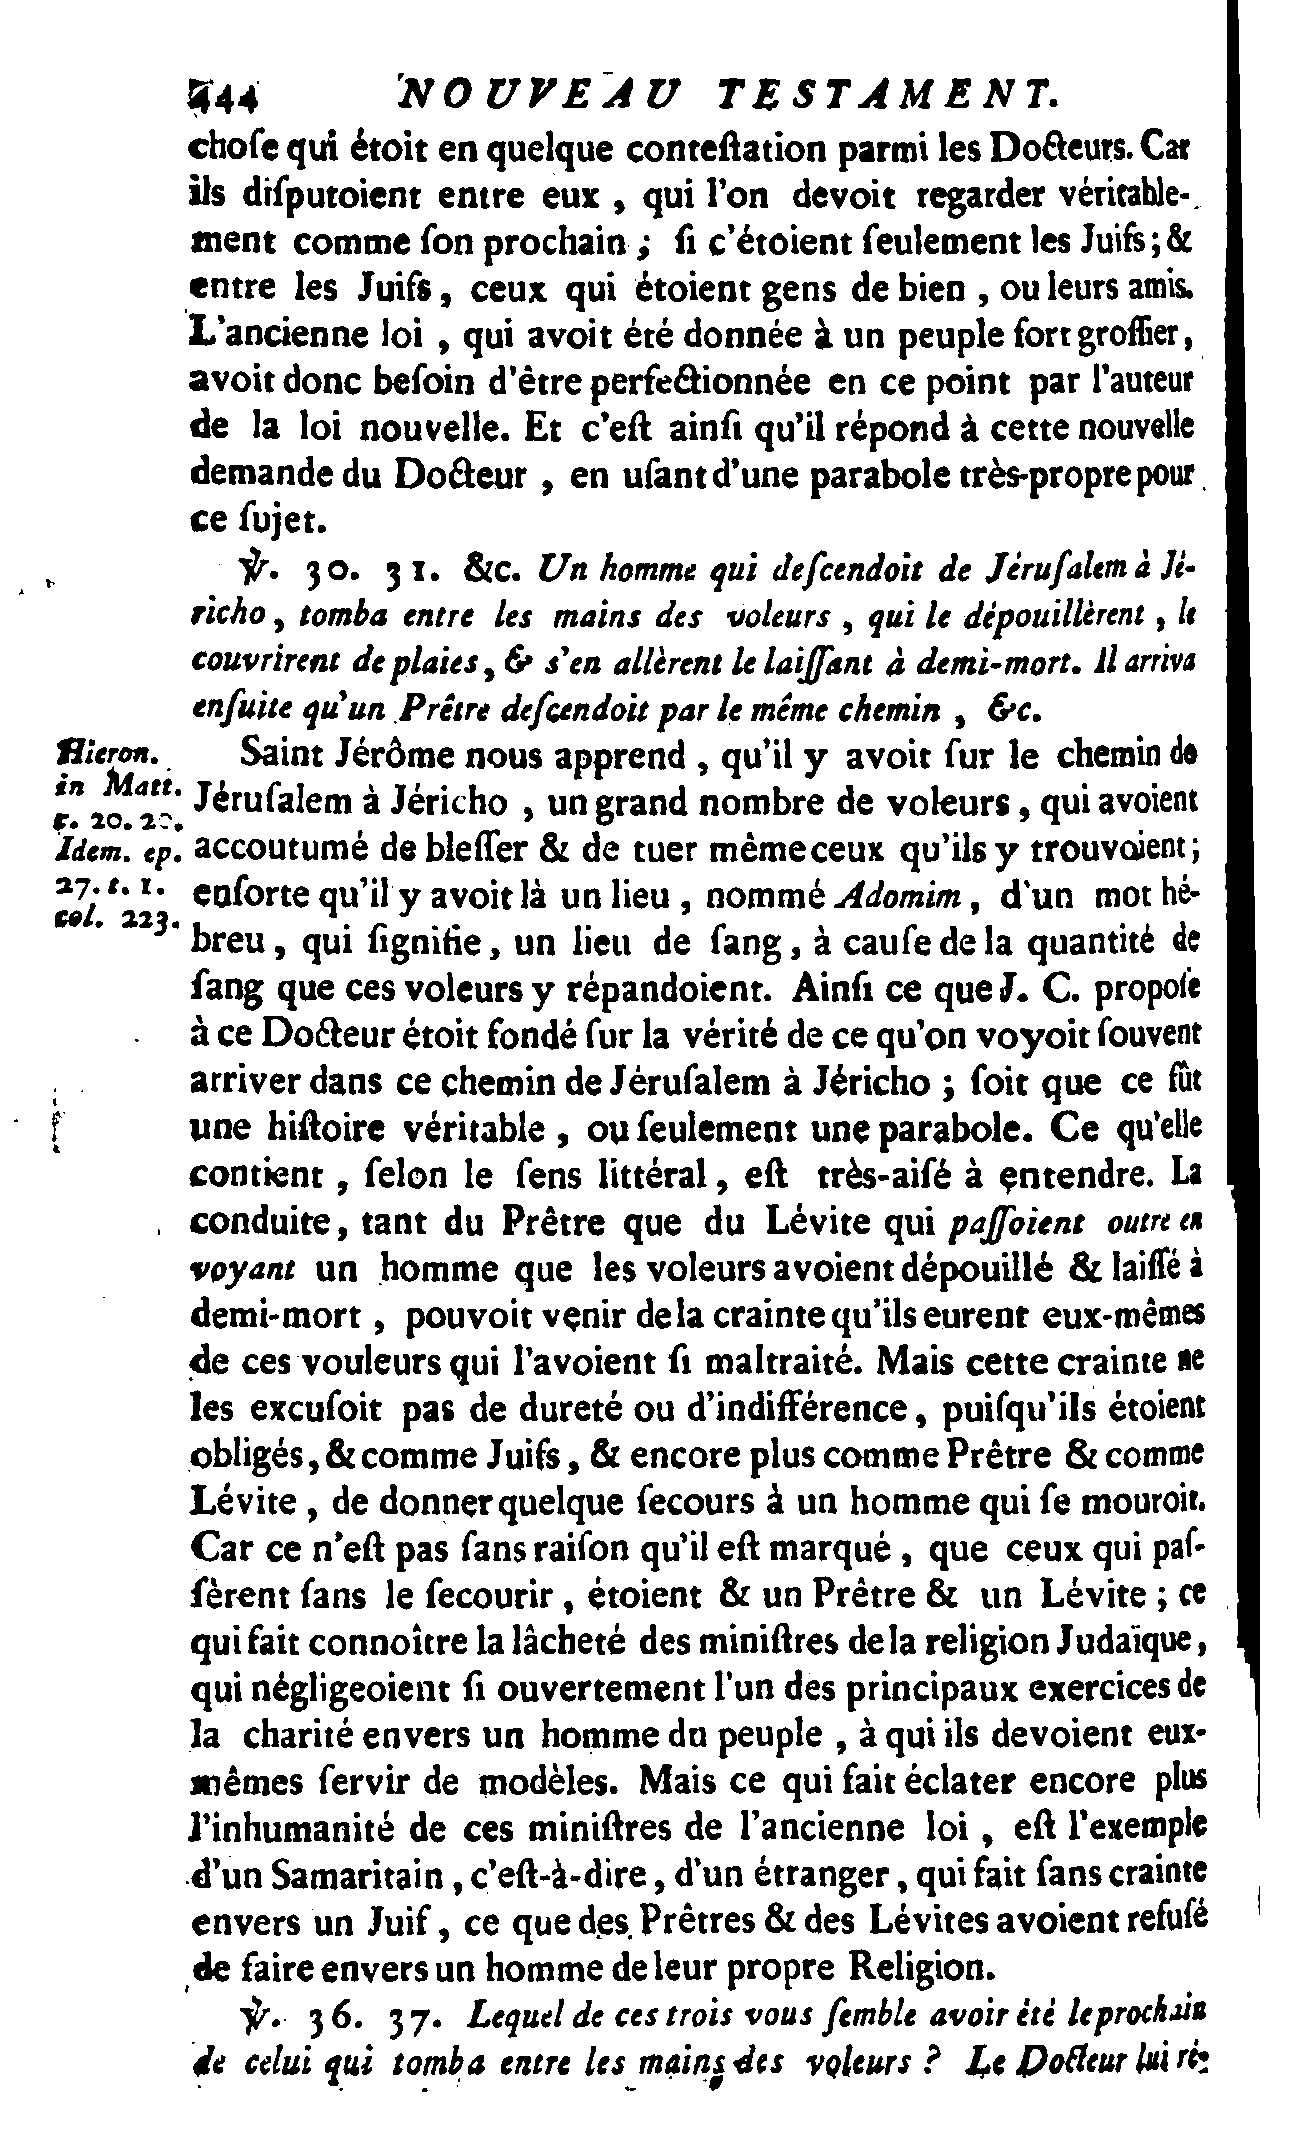 444 NOUVEAU TESTAMENT.
choſe qui étoit en quelque conteſtation parmi les Docteurs. Car
ils diſputoient entre eux , qui l'on devoit regarder véritable-
ment comme ſon prochain ; ſi c'étoient ſeulement les Juifs ; &
entre les Juifs , ceux qui étoient gens de bien , ou leurs amis.
L'ancienne loi , qui avoit été donnée à un peuple fort groſſier,
avoit donc beſoin d'être perfectionnée en ce point par l'auteur
de la loi nouvelle. Et c'eſt ainſi qu'il répond à cette nouvelle
demande du Docteur , en uſant d'une parabole très-propre pour
ce ſujet.
℣. 30. 31. &c. Un homme qui deſcendoit de Jéruſalem à Jé-
richo , tomba entre les mains des voleurs , qui le dépouillèrent , le
couvrirent de plaies , & s'en allèrent le laiſſant à demi-mort. Il arriva
enſuite qu'un Prêtre deſcendoit par le même chemin , &c.
Hieron.
in Matt.
c. 20. 20.
Idem. ep.
27. t. 1.
col. 223.
Saint Jérôme nous apprend , qu'il y avoit ſur le chemin de
Jéruſalem à Jéricho , un grand nombre de voleurs , qui avoient
accoutumé de bleſſer & de tuer même ceux qu'ils y trouvoient ;
enſorte qu'il y avoit là un lieu , nommé Adomim , d'un mot hé-
breu , qui ſignifie , un lieu de ſang , à cauſe de la quantité de
ſang que ces voleurs y répandoient. Ainſi ce que J. C. propoſe
à ce Docteur étoit fondé ſur la vérité de ce qu'on voyoit ſouvent
arriver dans ce chemin de Jéruſalem à Jéricho ; ſoit que ce fût
une hiſtoire véritable , ou ſeulement une parabole. Ce qu'elle
contient , ſelon le ſens littéral , eſt très-aiſé à entendre. La
conduite , tant du Prêtre que du Lévite qui paſſoient outre en
voyant un homme que les voleurs avoient dépouillé & laiſſé à
demi-mort , pouvoit venir de la crainte qu'ils eurent eux-mêmes
de ces vouleurs qui l'avoient ſi maltraité. Mais cette crainte ne
les excuſoit pas de dureté ou d'indifférence , puiſqu'ils étoient
obligés , & comme Juifs , & encore plus comme Prêtre & comme
Lévite , de donner quelque ſecours à un homme qui ſe mouroit.
Car ce n'eſt pas ſans raiſon qu'il eſt marqué , que ceux qui paſ-
ſèrent ſans le ſecourir , étoient & un Prêtre & un Lévite ; ce
qui fait connoître la lâcheté des miniſtres de la religion Judaïque,
qui négligeoient ſi ouvertement l'un des principaux exercices de
la charité envers un homme du peuple , à qui ils devoient eux-
mêmes ſervir de modèles. Mais ce qui fait éclater encore plus
l'inhumanité de ces miniſtres de l'ancienne loi , eſt l'exemple
d'un Samaritain , c'eſt-à-dire , d'un étranger , qui fait ſans crainte
envers un Juif , ce que des Prêtres & des Lévites avoient refuſé
de faire envers un homme de leur propre Religion.
℣. 36. 37. Lequel de ces trois vous ſemble avoir été le prochain
de celui qui tomba entre les mains des voleurs ? Le Docteur lui ré-